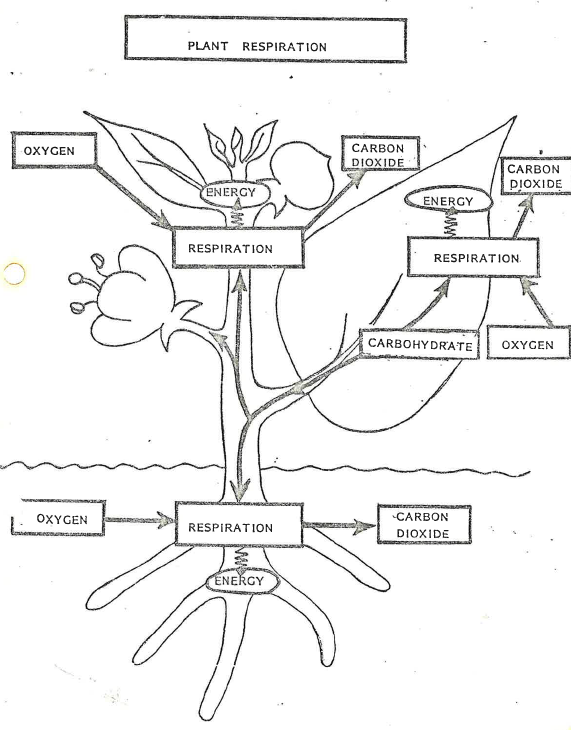 PLANT RESPIRATION
OXYGEN
CARBON
DIOXIDE
CARBON
DIOXIDE
ENERGY
ENERGY
RESPIRATION
RESPIRATION
CARBOHYDRATE
OXYGEN
OXYGEN
RESPIRATION
CARBON
DIOXIDE
ENERGY